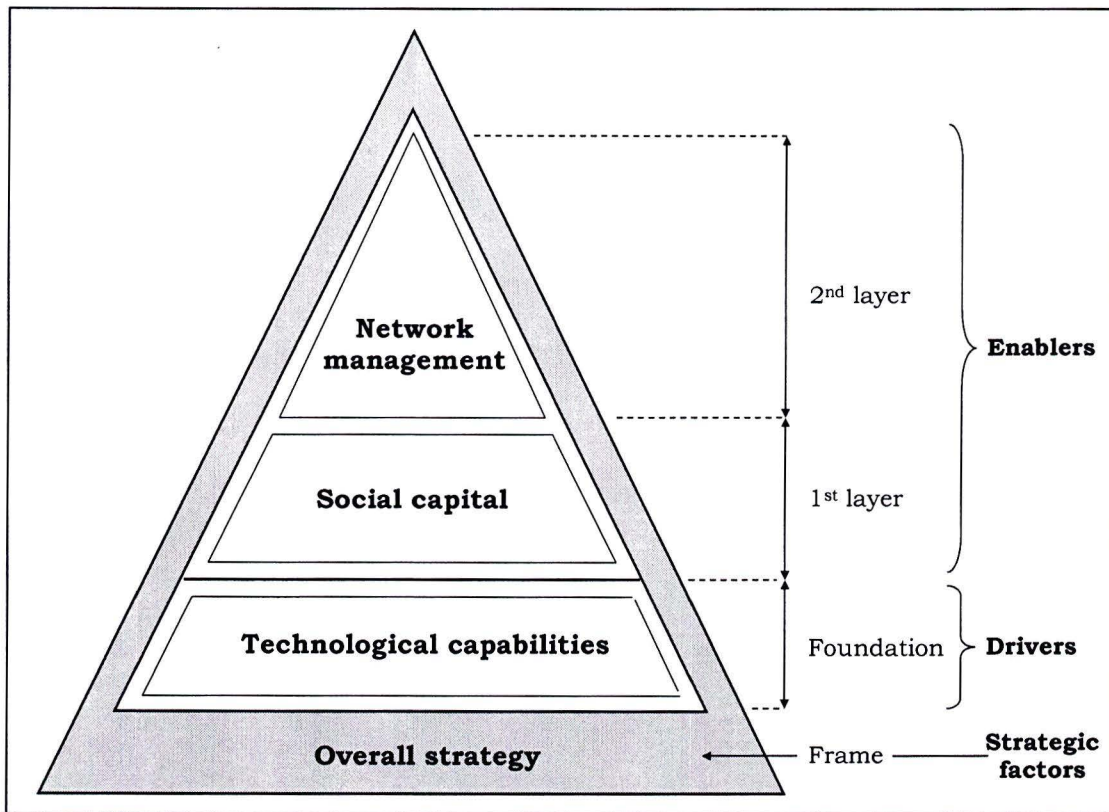 2nd layer
Network
management
Enablers
Social capital
1st layer
Technological capabilities
Foundation
Drivers
Overall strategy
Frame
Strategic
factors